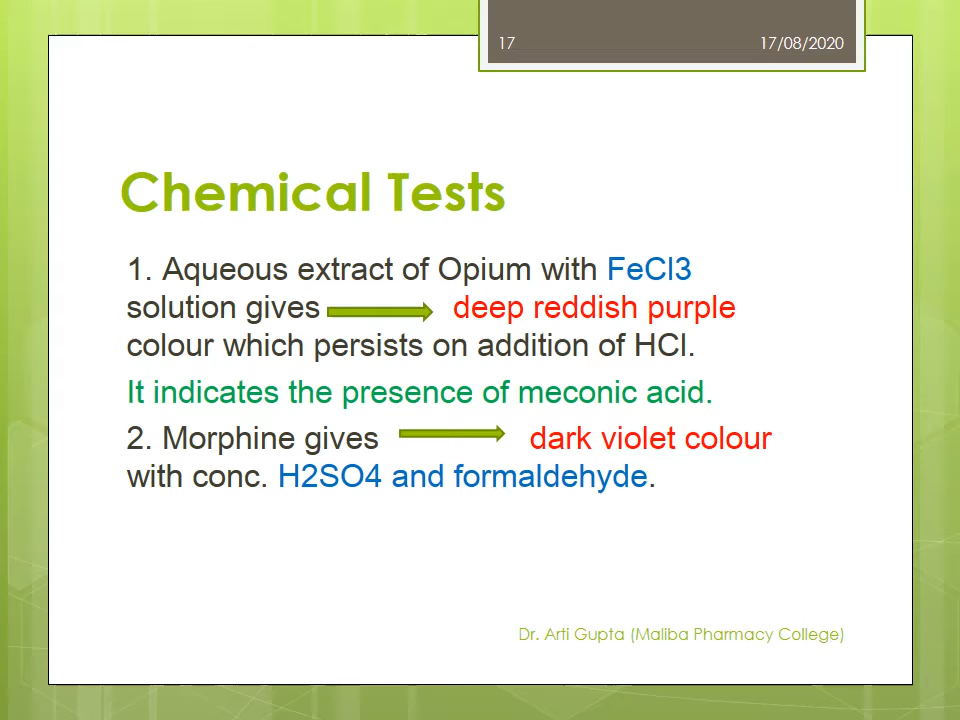 17
17/08/2020
Chemical Tests
1. Aqueous extract of Opium with FeCl3
solution gives deep reddish purple
colour which persists on addition of HCl.
It indicates the presence of meconic acid.
2. Morphine gives dark violet colour
with conc. H2SO4 and formaldehyde.
Dr. Arti Gupta (Maliba Pharmacy College)